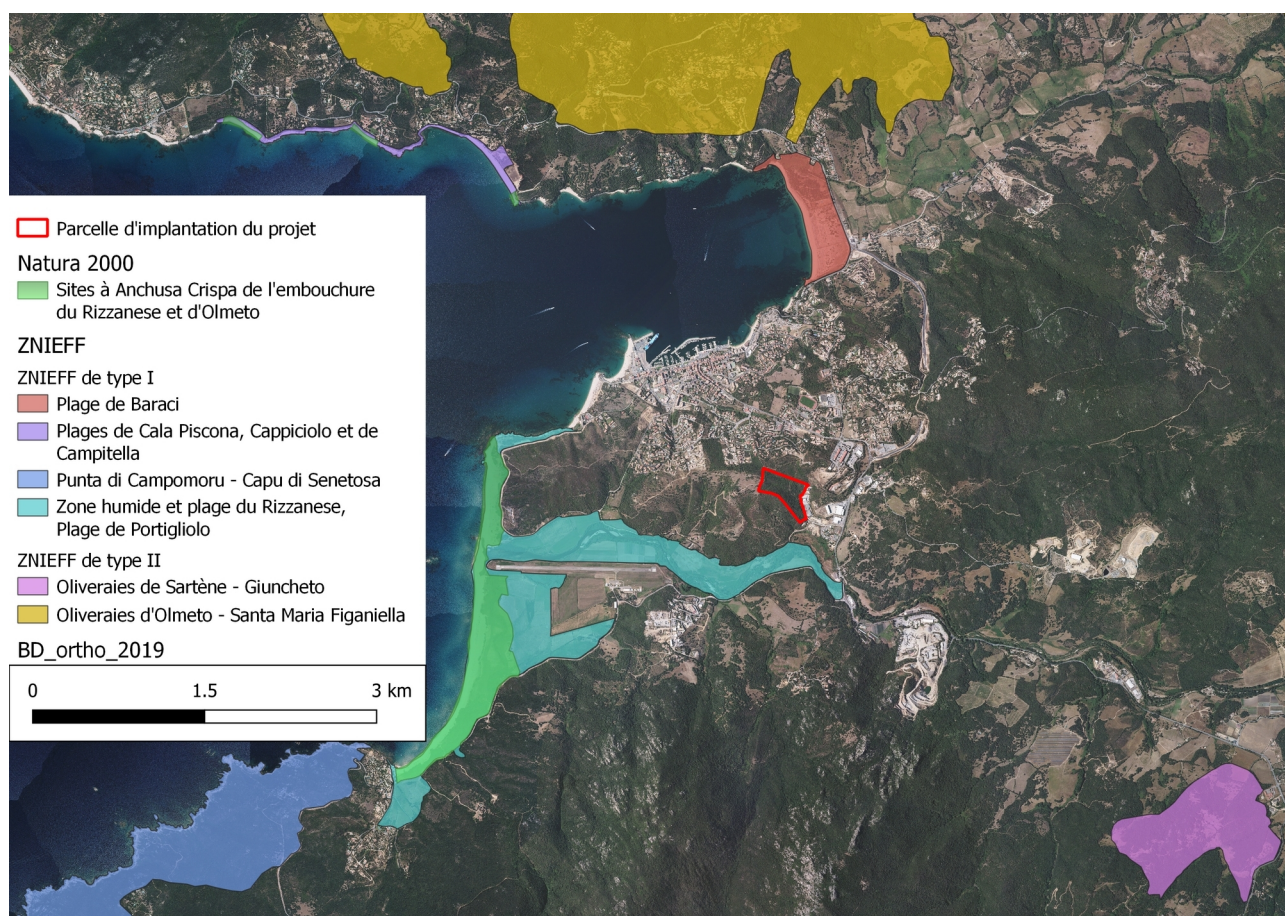 Parcelle d'implantation du projet
Natura 2000
Sites à Anchusa Crispa de l'embouchure
du Rizzanese et d'Olmeto
ZNIEFF
ZNIEFF de type I
Plage de Baraci
Plages de Cala Piscona, Cappiciolo et de
Campitella
Punta di Campomoru - Capu di Senetosa
Zone humide et plage du Rizzanese,
Plage de Portigliolo
ZNIEFF de type II
Oliveraies de Sartène - Giuncheto
Oliveraies d'Olmeto - Santa Maria Figaniella
BD_ortho_2019
0 1.5 3 km